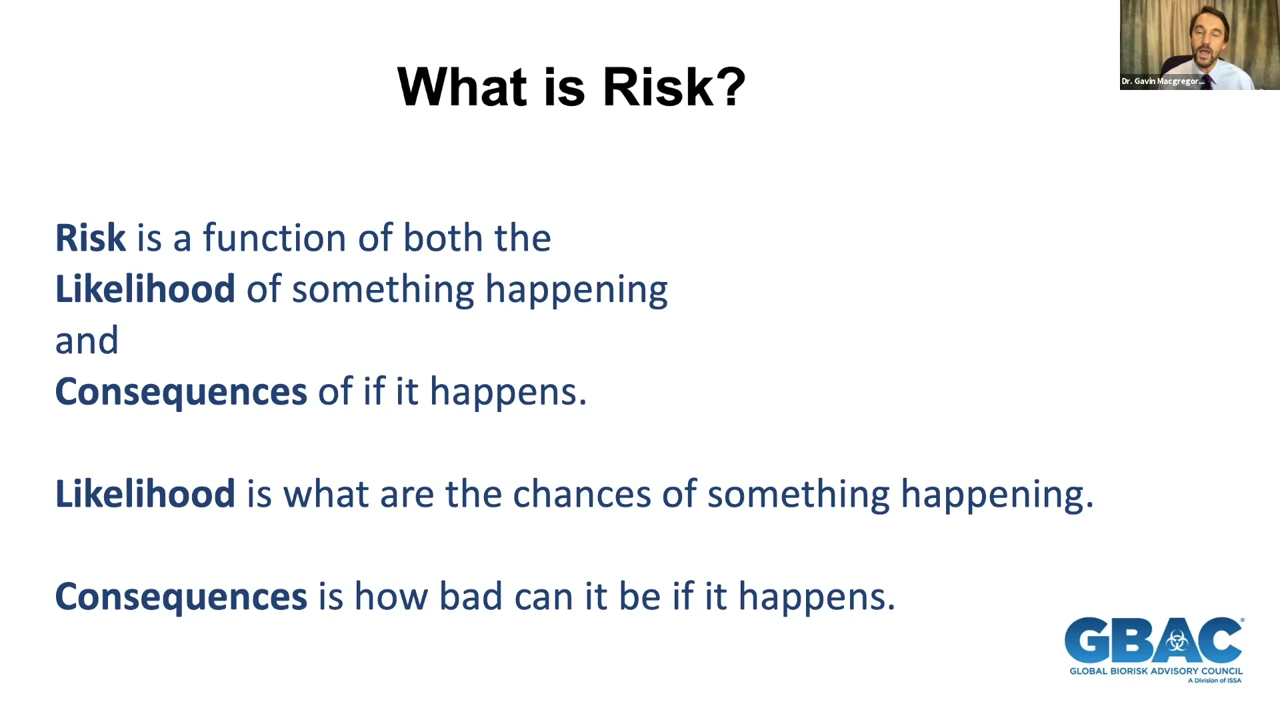 What is Risk?
Dr. Gavin Macgregor...
Risk is a function of both the
Likelihood of something happening
and
Consequences of if it happens.
Likelihood is what are the chances of something happening.
Consequences is how bad can it be if it happens.
GBAC
GLOBAL BIORISK ADVISORY COUNCIL
A Division of ISSA